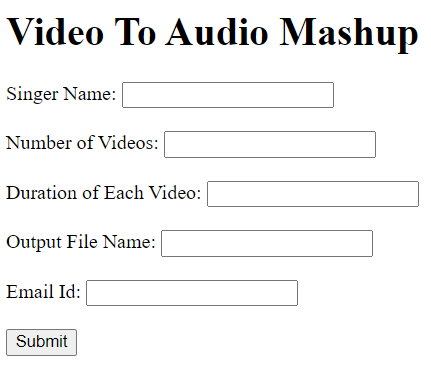 Video To Audio Mashup
Singer Name:
Number of Videos:
Duration of Each Video:
Output File Name:
Email Id:
Submit